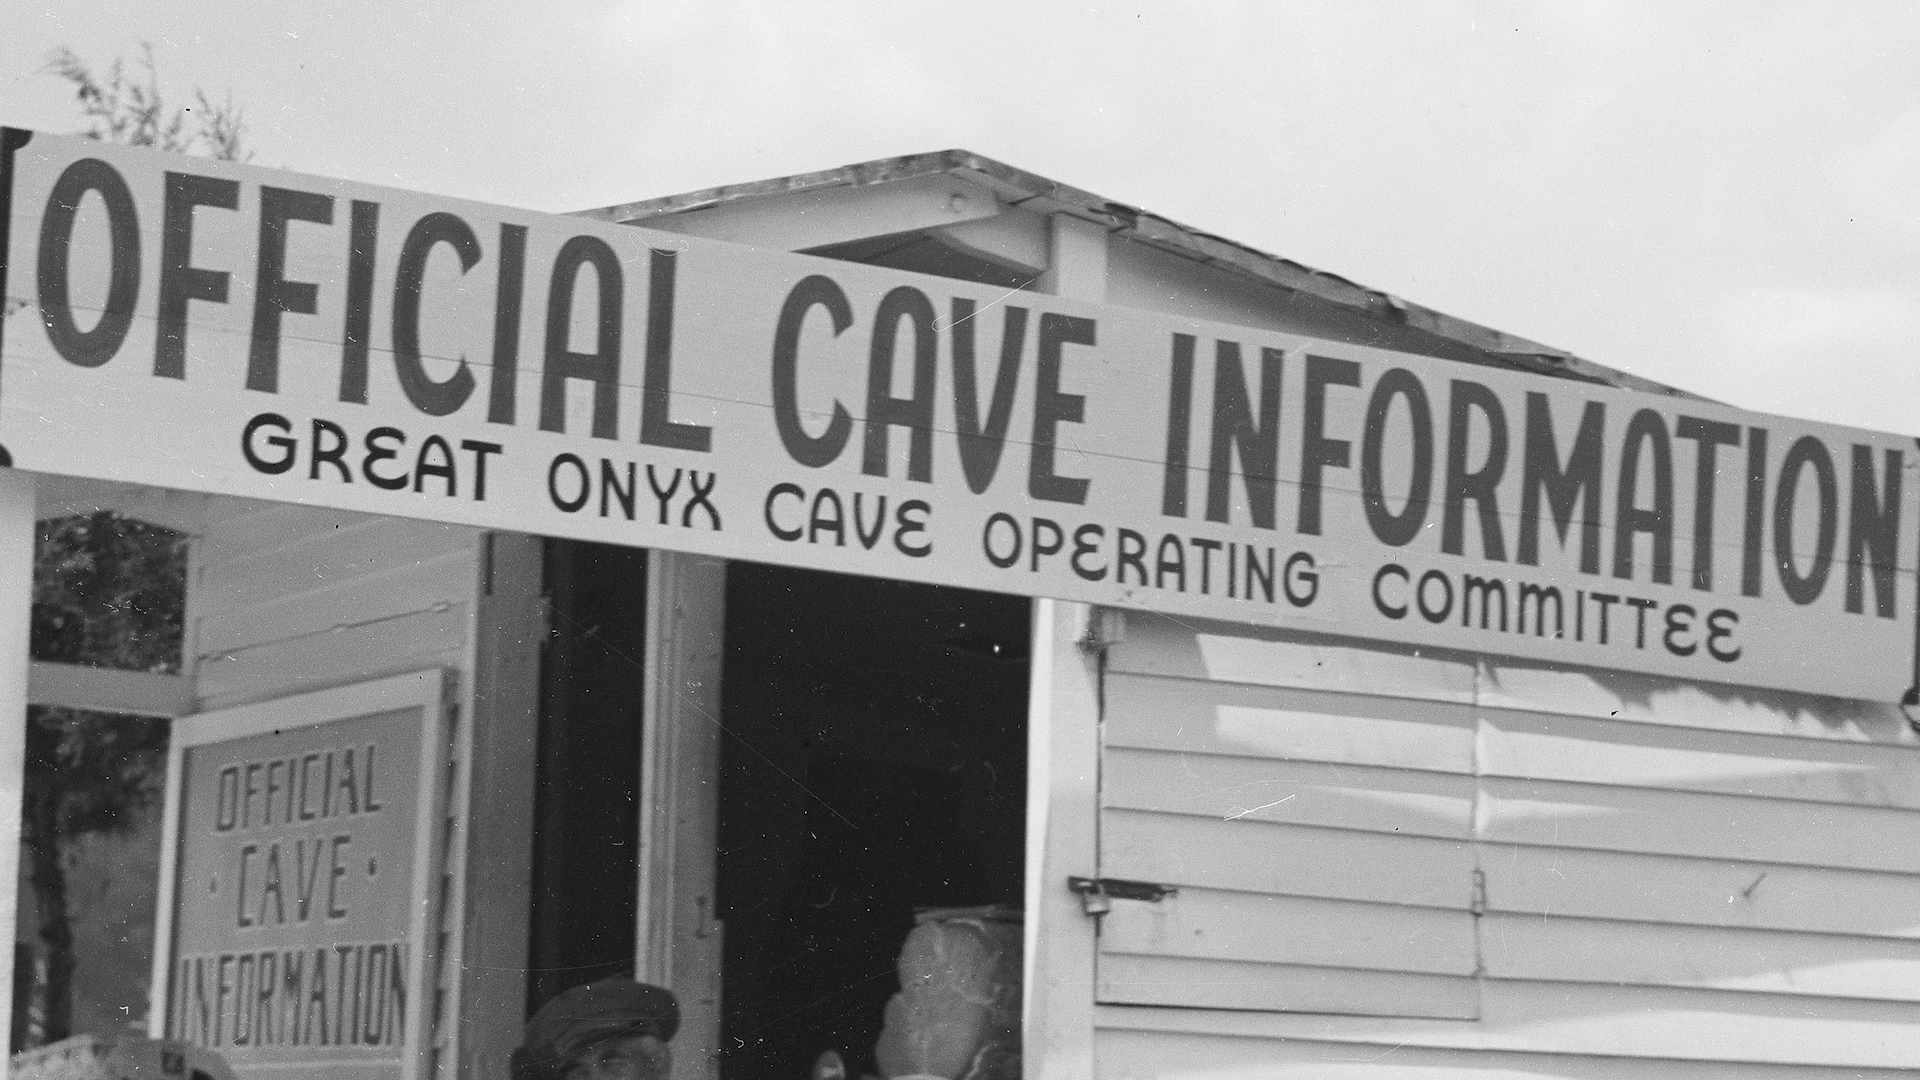 OFFICIAL CAVE INFORMATION
GREAT ONYX CAVE OPERATING COMMITTEE
OFFICIAL
· CAVE ·
INFORMATION